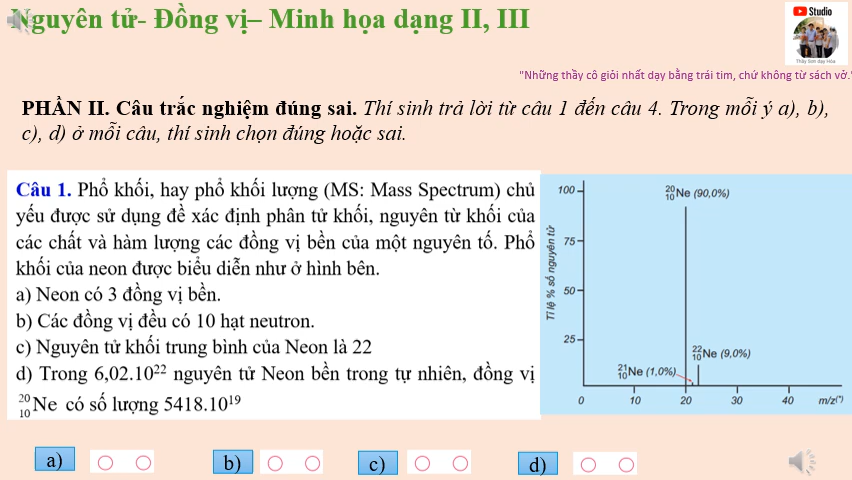 Nguyên tử- Đồng vị– Minh họa dạng II, III
Studio
Thầy Sơn dạy Hóa
"Những thầy cô giỏi nhất dạy bằng trái tim, chứ không từ sách vở."
PHẦN II. Câu trắc nghiệm đúng sai. Thí sinh trả lời từ câu 1 đến câu 4. Trong mỗi ý a), b),
c), d) ở mỗi câu, thí sinh chọn đúng hoặc sai.
Câu 1. Phổ khối, hay phổ khối lượng (MS: Mass Spectrum) chủ
yếu được sử dụng để xác định phân tử khối, nguyên tử khối của
các chất và hàm lượng các đồng vị bền của một nguyên tố. Phổ
khối của neon được biểu diễn như ở hình bên.
a) Neon có 3 đồng vị bền.
b) Các đồng vị đều có 10 hạt neutron.
c) Nguyên tử khối trung bình của Neon là 22
d) Trong 6,02.10²² nguyên tử Neon bền trong tự nhiên, đồng vị
²⁰₁₀Ne có số lượng 5418.10¹⁹
Tỉ lệ % số nguyên tử
100
75
50
25
²⁰₁₀Ne (90,0%)
²²₁₀Ne (9,0%)
²¹₁₀Ne (1,0%)
0 10 20 30 40 m/z(*)
a) b) c) d)